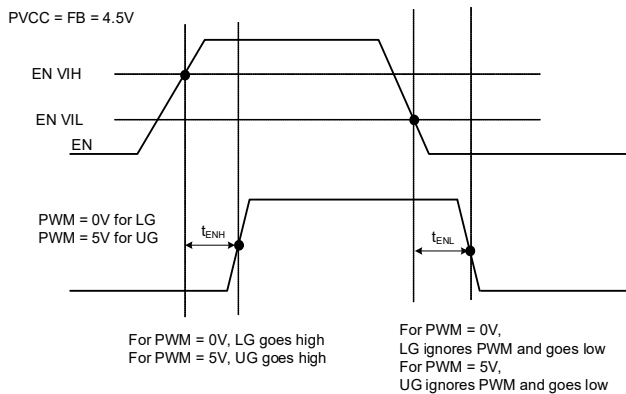 PVCC = FB = 4.5V
EN VIH
EN VIL
EN
PWM = 0V for LG
PWM = 5V for UG
tENH
tENL
For PWM = 0V, LG goes high
For PWM = 5V, UG goes high
For PWM = 0V,
LG ignores PWM and goes low
For PWM = 5V,
UG ignores PWM and goes low